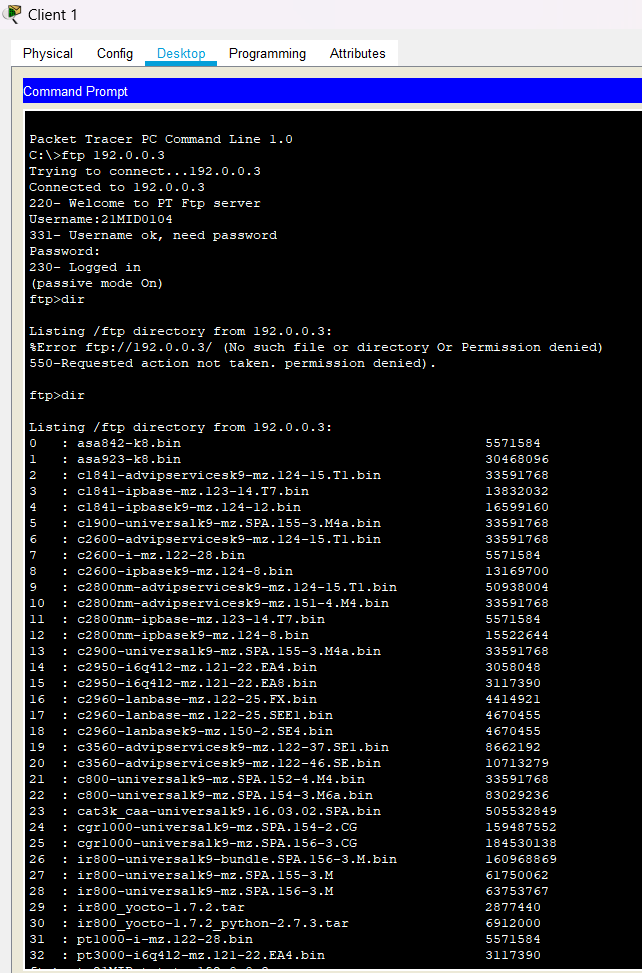 Client 1
Physical Config Desktop Programming Attributes
Command Prompt
Packet Tracer PC Command Line 1.0
C:\>ftp 192.0.0.3
Trying to connect...192.0.0.3
Connected to 192.0.0.3
220- Welcome to PT Ftp server
Username:21MID0104
331- Username ok, need password
Password:
230- Logged in
(passive mode On)
ftp>dir
Listing /ftp directory from 192.0.0.3:
%Error ftp://192.0.0.3/ (No such file or directory Or Permission denied)
550-Requested action not taken. permission denied).
ftp>dir
Listing /ftp directory from 192.0.0.3:
0 : asa842-k8.bin 5571584
1 : asa923-k8.bin 30468096
2 : c1841-advipservicesk9-mz.124-15.T1.bin 33591768
3 : c1841-ipbase-mz.123-14.T7.bin 13832032
4 : c1841-ipbasek9-mz.124-12.bin 16599160
5 : c1900-universalk9-mz.SPA.155-3.M4a.bin 33591768
6 : c2600-advipservicesk9-mz.124-15.T1.bin 33591768
7 : c2600-i-mz.122-28.bin 5571584
8 : c2600-ipbasek9-mz.124-8.bin 13169700
9 : c2800nm-advipservicesk9-mz.124-15.T1.bin 50938004
10 : c2800nm-advipservicesk9-mz.151-4.M4.bin 33591768
11 : c2800nm-ipbase-mz.123-14.T7.bin 5571584
12 : c2800nm-ipbasek9-mz.124-8.bin 15522644
13 : c2900-universalk9-mz.SPA.155-3.M4a.bin 33591768
14 : c2950-i6q4l2-mz.121-22.EA4.bin 3058048
15 : c2950-i6q4l2-mz.121-22.EA8.bin 3117390
16 : c2960-lanbase-mz.122-25.FX.bin 4414921
17 : c2960-lanbase-mz.122-25.SEE1.bin 4670455
18 : c2960-lanbasek9-mz.150-2.SE4.bin 4670455
19 : c3560-advipservicesk9-mz.122-37.SE1.bin 8662192
20 : c3560-advipservicesk9-mz.122-46.SE.bin 10713279
21 : c800-universalk9-mz.SPA.152-4.M4.bin 33591768
22 : c800-universalk9-mz.SPA.154-3.M6a.bin 83029236
23 : cat3k_caa-universalk9.16.03.02.SPA.bin 505532849
24 : cgr1000-universalk9-mz.SPA.154-2.CG 159487552
25 : cgr1000-universalk9-mz.SPA.156-3.CG 184530138
26 : ir800-universalk9-bundle.SPA.156-3.M.bin 160968869
27 : ir800-universalk9-mz.SPA.155-3.M 61750062
28 : ir800-universalk9-mz.SPA.156-3.M 63753767
29 : ir800_yocto-1.7.2.tar 2877440
30 : ir800_yocto-1.7.2_python-2.7.3.tar 6912000
31 : pt1000-i-mz.122-28.bin 5571584
32 : pt3000-i6q4l2-mz.121-22.EA4.bin 3117390